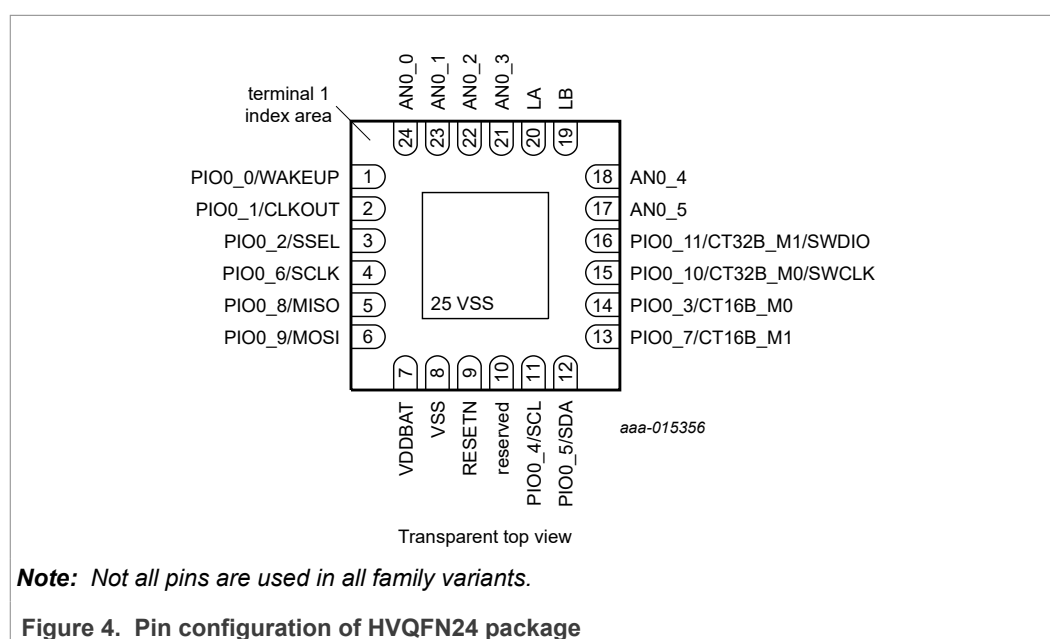 AN0_0
AN0_1
AN0_2
AN0_3
LA
LB
terminal 1
index area
24
23
22
21
20
19
PIO0_0/WAKEUP 1
PIO0_1/CLKOUT 2
PIO0_2/SSEL 3
PIO0_6/SCLK 4
PIO0_8/MISO 5
PIO0_9/MOSI 6
18 AN0_4
17 AN0_5
16 PIO0_11/CT32B_M1/SWDIO
15 PIO0_10/CT32B_M0/SWCLK
14 PIO0_3/CT16B_M0
13 PIO0_7/CT16B_M1
25 VSS
7
8
9
10
11
12
VDDBAT
VSS
RESETN
reserved
PIO0_4/SCL
PIO0_5/SDA
aaa-015356
Transparent top view
Note: Not all pins are used in all family variants.
Figure 4. Pin configuration of HVQFN24 package